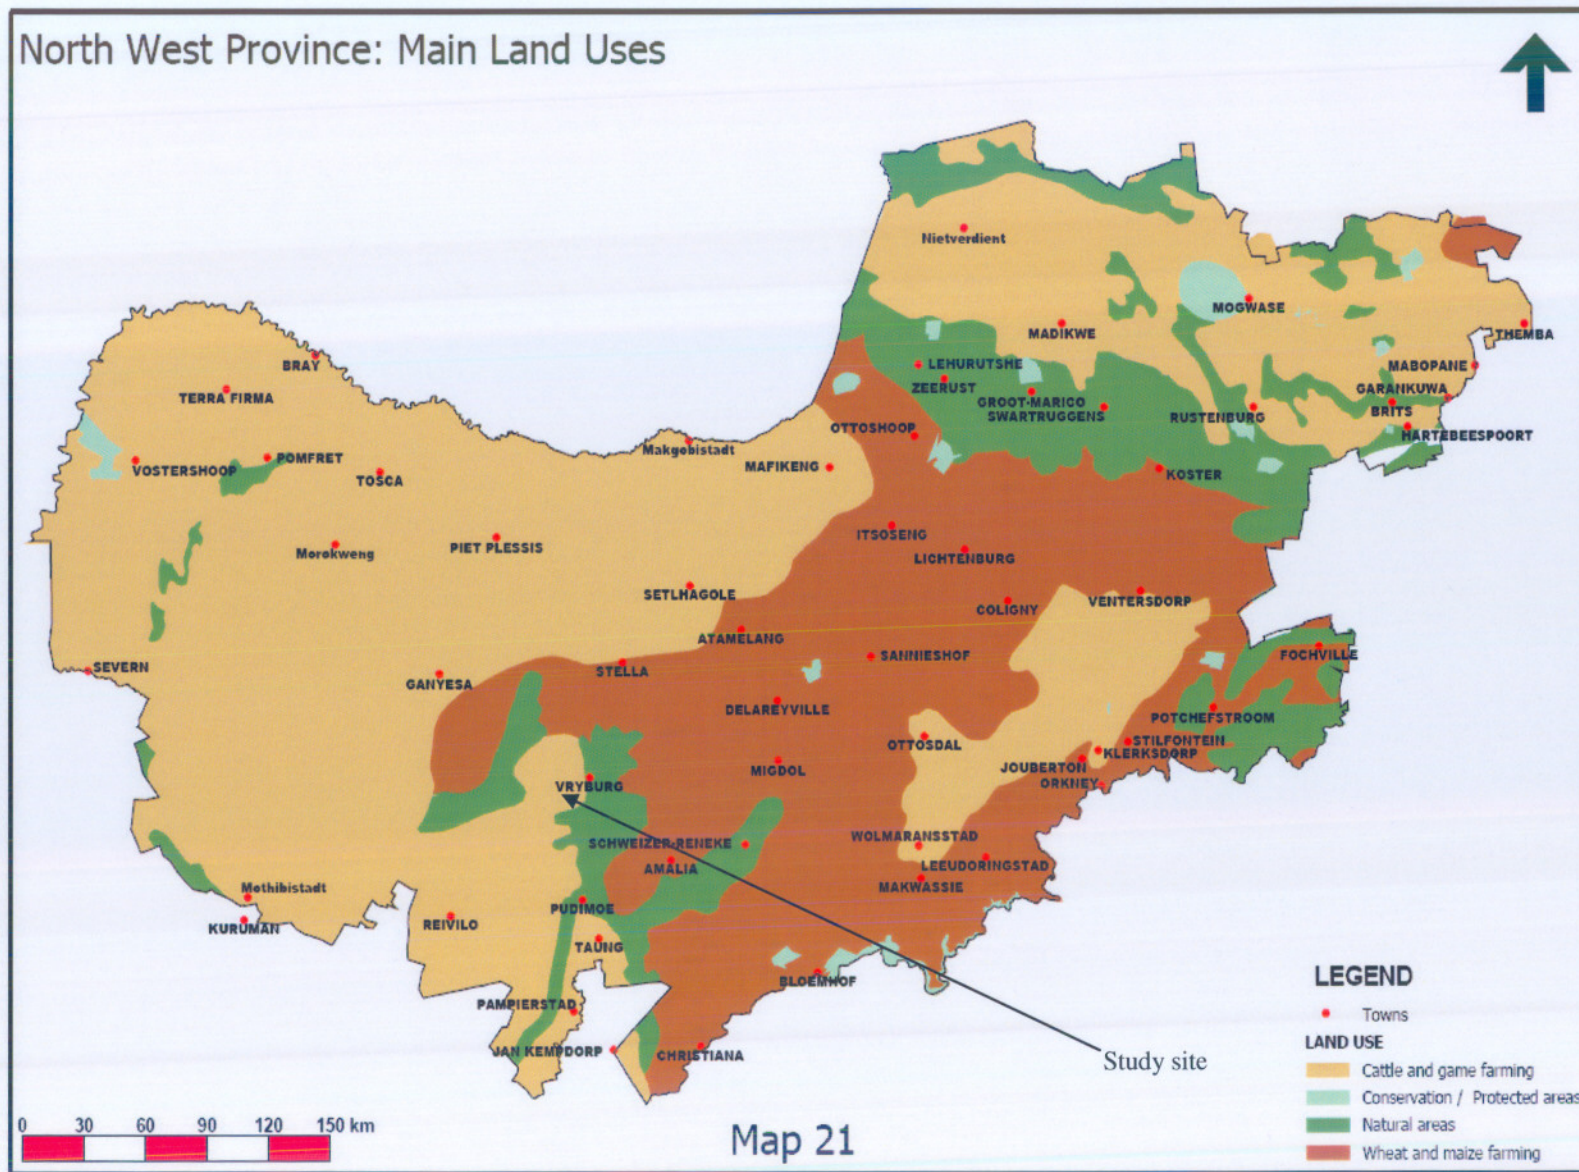 North West Province: Main Land Uses
Nietverdient
MOGWASE
MADIKWE
THEMBA
BRAY
LEHURUTSHE
MABOPANE
ZEERUST
GARANKUWA
TERRA FIRMA
GROOT-MARICO
BRITS
SWARTRUGGENS
RUSTENBURG
OTTOSHOOP
HARTEBEESPOORT
Makgobistad
MAFIKENG
POMFRET
VOSTERSHOOP
TOSCA
KOSTER
ITSOSENG
PIET PLESSIS
Morokweng
LICHTENBURG
SETLHAGOLE
VENTERSDORP
COLIGNY
ATAMELANG
SANNIESHOF
FOCHVILLE
SEVERN
STELLA
GANYESA
DELAREYVILLE
POTCHEFSTROOM
OTTOSDAL
STILFONTEIN
KLERKSDORP
JOUBERTON
MIGDOL
ORKNEY
VRYBURG
WOLMARANSSTAD
SCHWEIZER-RENEKE
LEEUDORINGSTAD
AMALIA
MAKWASSIE
Mothibistadt
PUDIMOE
REIVILO
KURUMAN
TAUNG
BLOEMHOF
PAMPIERSTAD
JAN KEMPDORP
CHRISTIANA
Study site
LEGEND
Towns
LAND USE
Cattle and game farming
Conservation / Protected areas
Natural areas
Wheat and maize farming
0 30 60 90 120 150 km
Map 21